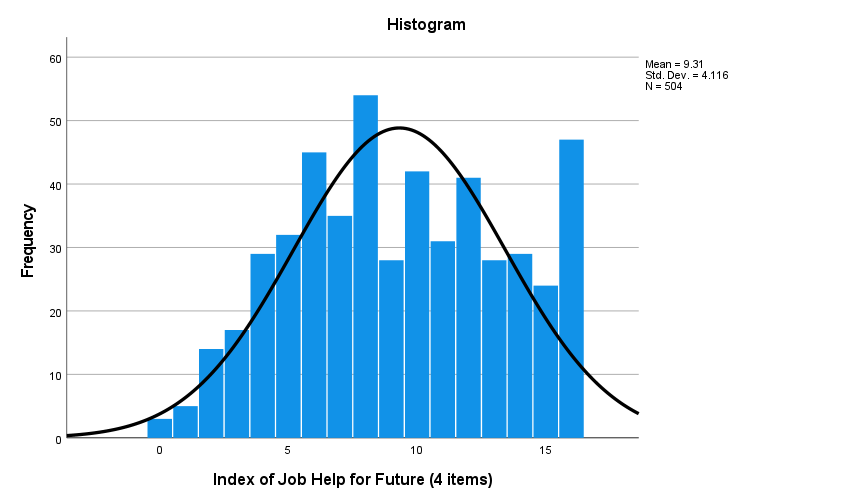 Histogram
Mean = 9.31
Std. Dev. = 4.116
N = 504
60
50
40
30
20
10
0
Frequency
0 5 10 15
Index of Job Help for Future (4 items)